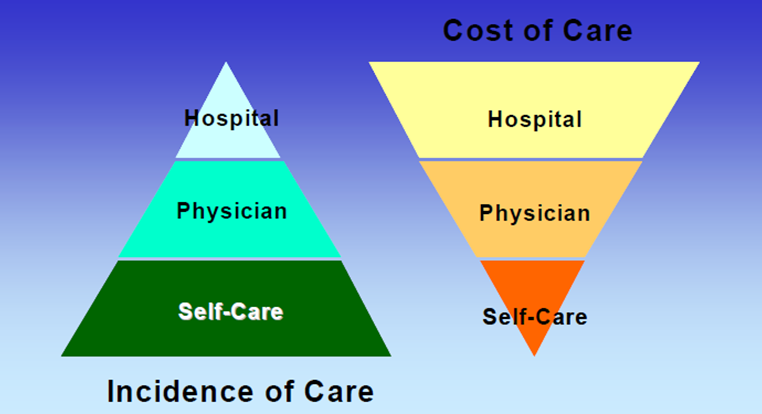 Cost of Care
Hospital
Physician
Self-Care
Incidence of Care
Hospital
Physician
Self-Care